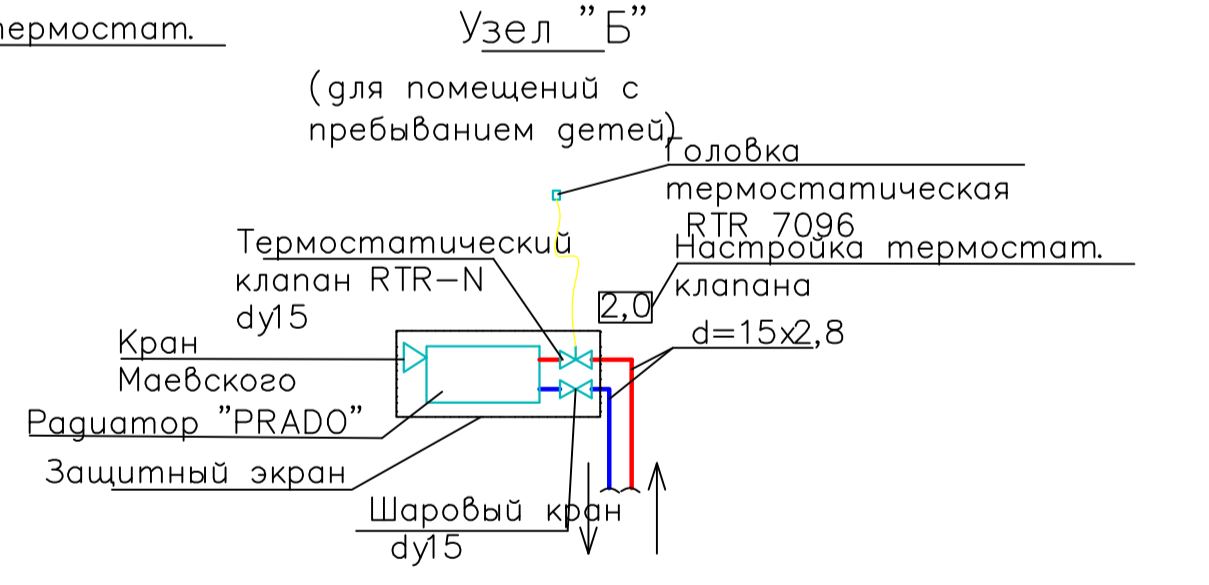 термостат.
Узел "Б"
(для помещений с
пребыванием детей)
Головка
термостатическая
RTR 7096
Термостатический
клапан RTR-N
dy15
Настройка термостат.
клапана
2,0
d=15x2,8
Кран
Маевского
Радиатор "PRADO"
Защитный экран
Шаровый кран
dy15